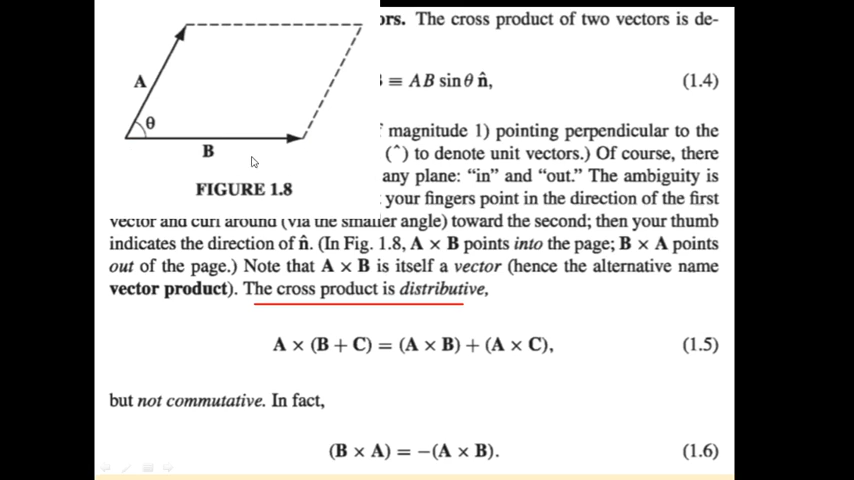 ors. The cross product of two vectors is de-
A
θ
B
FIGURE 1.8
≡ AB sin θ n̂, (1.4)
magnitude 1) pointing perpendicular to the
(ˆ) to denote unit vectors.) Of course, there
any plane: “in” and “out.” The ambiguity is
your fingers point in the direction of the first
vector and curl around (via the smaller angle) toward the second; then your thumb
indicates the direction of n̂. (In Fig. 1.8, A × B points into the page; B × A points
out of the page.) Note that A × B is itself a vector (hence the alternative name
vector product). The cross product is distributive,
A × (B + C) = (A × B) + (A × C), (1.5)
but not commutative. In fact,
(B × A) = −(A × B). (1.6)